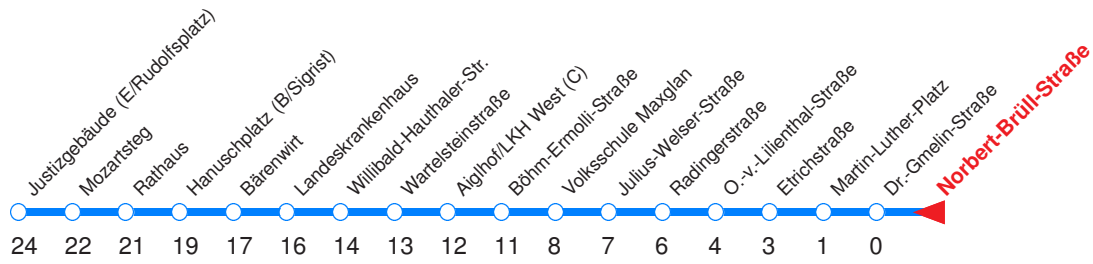 Justizgebäude (E/Rudolfsplatz)
Mozartsteg
Rathaus
Hanuschplatz (B/Sigrist)
Bärenwirt
Landeskrankenhaus
Willibald-Hauthaler-Str.
Wartelsteinstraße
Aiglhof/LKH West (C)
Böhm-Ermolli-Straße
Volksschule Maxglan
Julius-Welser-Straße
Radingerstraße
O.-v.-Lilienthal-Straße
Etrichstraße
Martin-Luther-Platz
Dr.-Gmelin-Straße
Norbert-Brüll-Straße
24 22 21 19 17 16 14 13 12 11 8 7 6 4 3 1 0